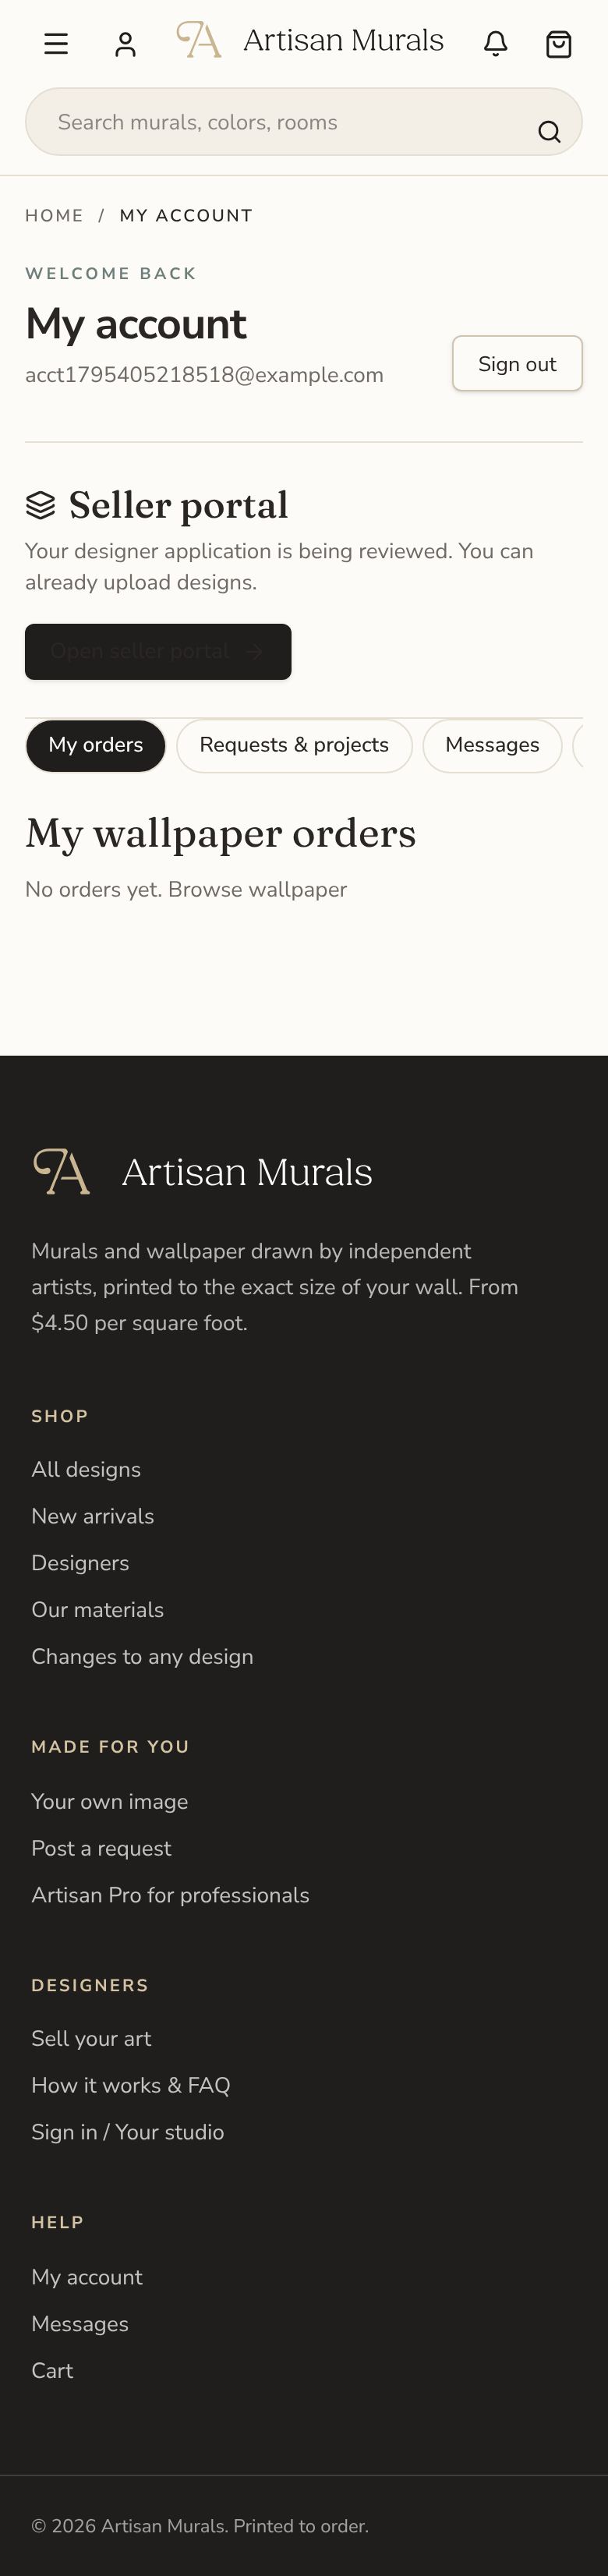 Artisan Murals
Search murals, colors, rooms
HOME / MY ACCOUNT
WELCOME BACK
My account
acct1795405218518@example.com
Sign out
Seller portal
Your designer application is being reviewed. You can
already upload designs.
Open seller portal →
My orders
Requests & projects
Messages
My wallpaper orders
No orders yet. Browse wallpaper
Artisan Murals
Murals and wallpaper drawn by independent
artists, printed to the exact size of your wall. From
$4.50 per square foot.
SHOP
All designs
New arrivals
Designers
Our materials
Changes to any design
MADE FOR YOU
Your own image
Post a request
Artisan Pro for professionals
DESIGNERS
Sell your art
How it works & FAQ
Sign in / Your studio
HELP
My account
Messages
Cart
© 2026 Artisan Murals. Printed to order.